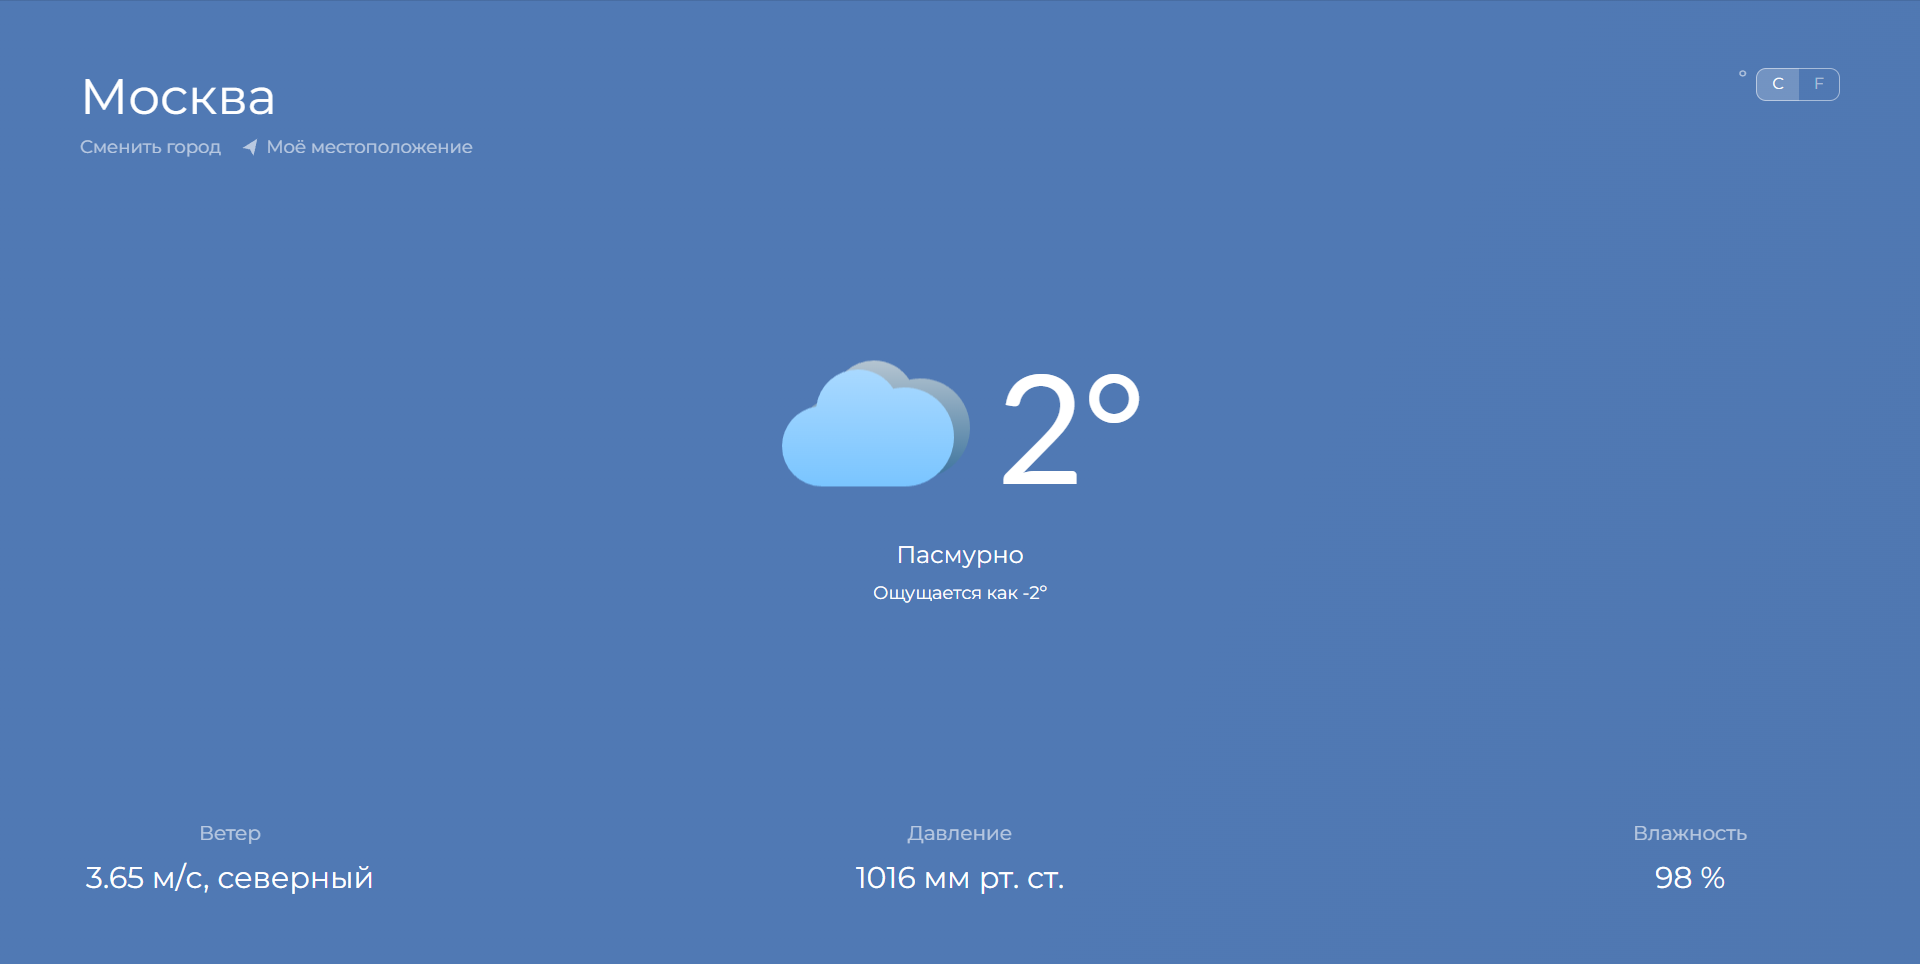 Москва
° C F
Сменить город Моё местоположение
2°
Пасмурно
Ощущается как -2°
Ветер
3.65 м/с, северный
Давление
1016 мм рт. ст.
Влажность
98 %